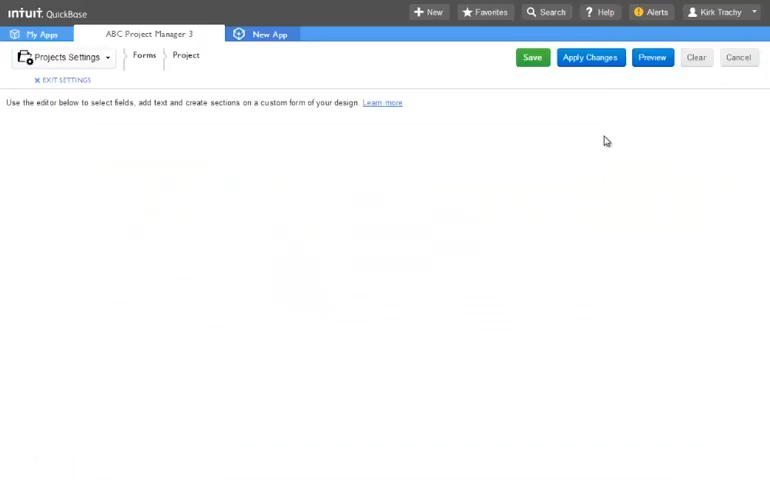 intuit QuickBase
New
Favorites
Search
? Help
Alerts
Kirk Trachy
My Apps
ABC Project Manager 3
New App
Projects Settings
Forms
Project
Save
Apply Changes
Preview
Clear
Cancel
× EXIT SETTINGS
Use the editor below to select fields, add text and create sections on a custom form of your design. Learn more